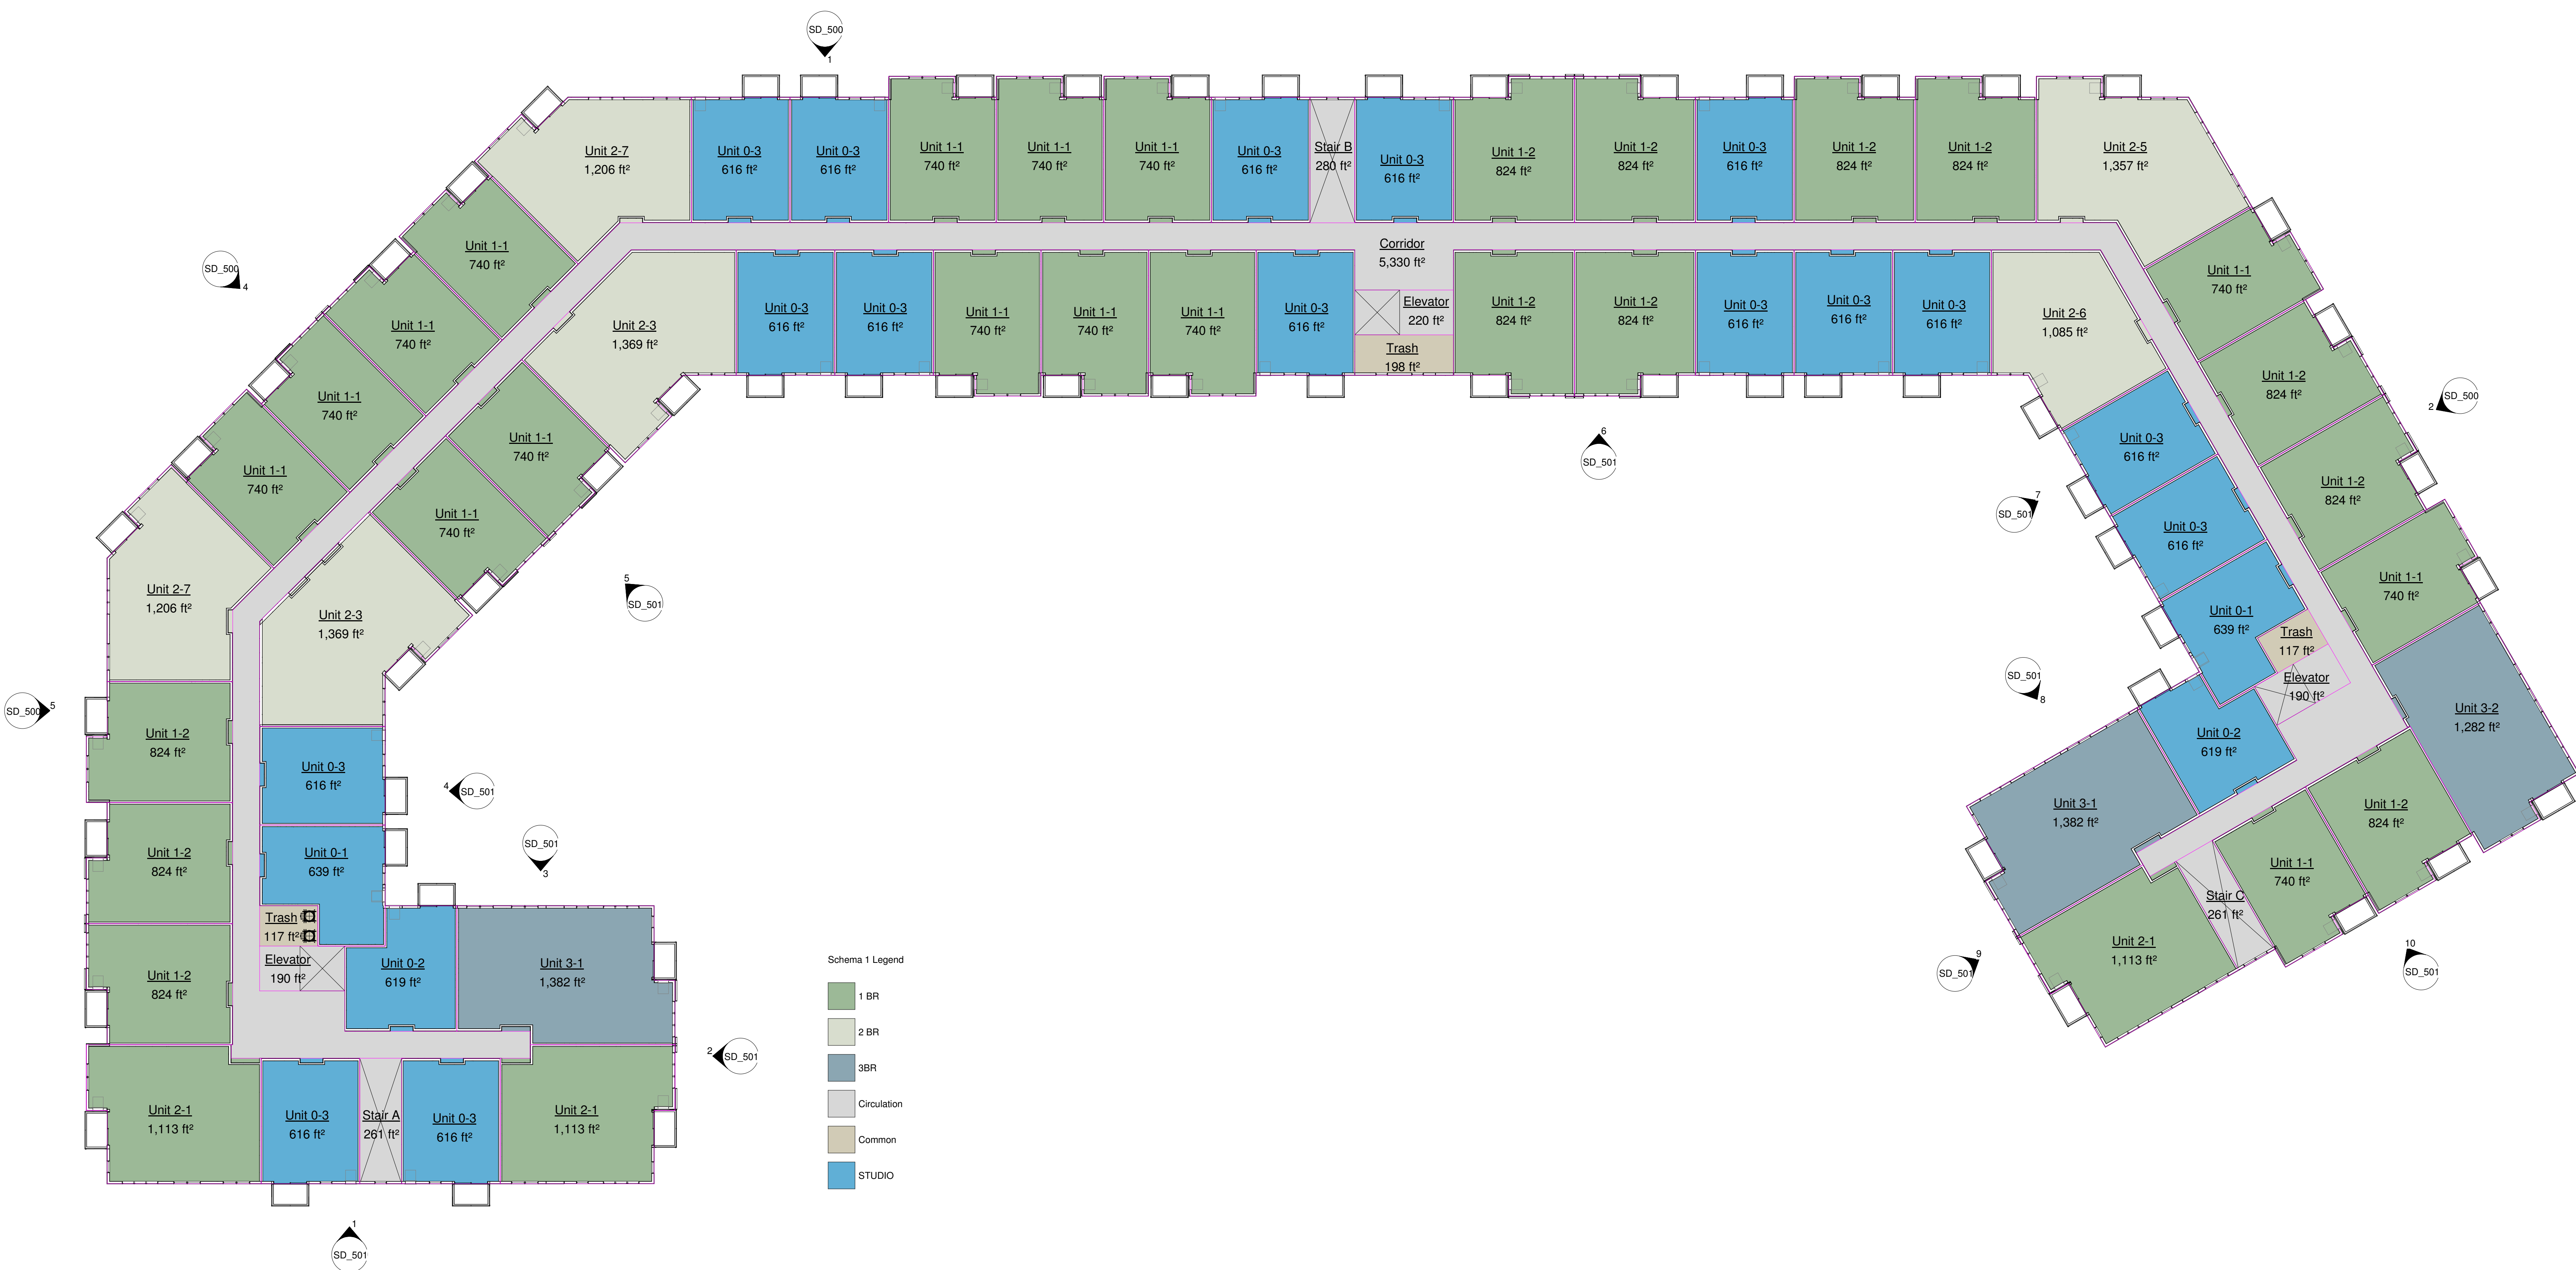 SD_500
1
Unit 2-7
1,206 ft²
Unit 0-3
616 ft²
Unit 0-3
616 ft²
Unit 1-1
740 ft²
Unit 1-1
740 ft²
Unit 1-1
740 ft²
Unit 0-3
616 ft²
Stair B
280 ft²
Unit 0-3
616 ft²
Unit 1-2
824 ft²
Unit 1-2
824 ft²
Unit 0-3
616 ft²
Unit 1-2
824 ft²
Unit 1-2
824 ft²
Unit 2-5
1,357 ft²
SD_500
4
Unit 1-1
740 ft²
Unit 1-1
740 ft²
Unit 1-1
740 ft²
Unit 1-1
740 ft²
Unit 2-3
1,369 ft²
Unit 0-3
616 ft²
Unit 0-3
616 ft²
Unit 1-1
740 ft²
Unit 1-1
740 ft²
Unit 1-1
740 ft²
Unit 0-3
616 ft²
Corridor
5,330 ft²
Elevator
220 ft²
Trash
198 ft²
Unit 1-2
824 ft²
Unit 1-2
824 ft²
Unit 0-3
616 ft²
Unit 0-3
616 ft²
Unit 0-3
616 ft²
Unit 2-6
1,085 ft²
Unit 1-1
740 ft²
Unit 1-2
824 ft²
2
SD_500
Unit 1-2
824 ft²
Unit 1-1
740 ft²
Unit 1-1
740 ft²
Unit 1-1
740 ft²
6
SD_501
Unit 0-3
616 ft²
7
SD_501
Unit 0-3
616 ft²
Unit 0-1
639 ft²
Trash
117 ft²
Elevator
190 ft²
SD_501
8
Unit 3-2
1,282 ft²
Unit 0-2
619 ft²
Unit 3-1
1,382 ft²
Unit 1-2
824 ft²
Unit 1-1
740 ft²
Stair C
261 ft²
Unit 2-1
1,113 ft²
9
SD_501
10
SD_501
Unit 2-7
1,206 ft²
Unit 2-3
1,369 ft²
5
SD_501
SD_500
5
Unit 1-2
824 ft²
Unit 0-3
616 ft²
4
SD_501
Unit 1-2
824 ft²
Unit 0-1
639 ft²
SD_501
3
Trash
117 ft²
Elevator
190 ft²
Unit 1-2
824 ft²
Unit 0-2
619 ft²
Unit 3-1
1,382 ft²
2
SD_501
Unit 2-1
1,113 ft²
Unit 0-3
616 ft²
Stair A
261 ft²
Unit 0-3
616 ft²
Unit 2-1
1,113 ft²
1
SD_501
Schema 1 Legend
1 BR
2 BR
3BR
Circulation
Common
STUDIO